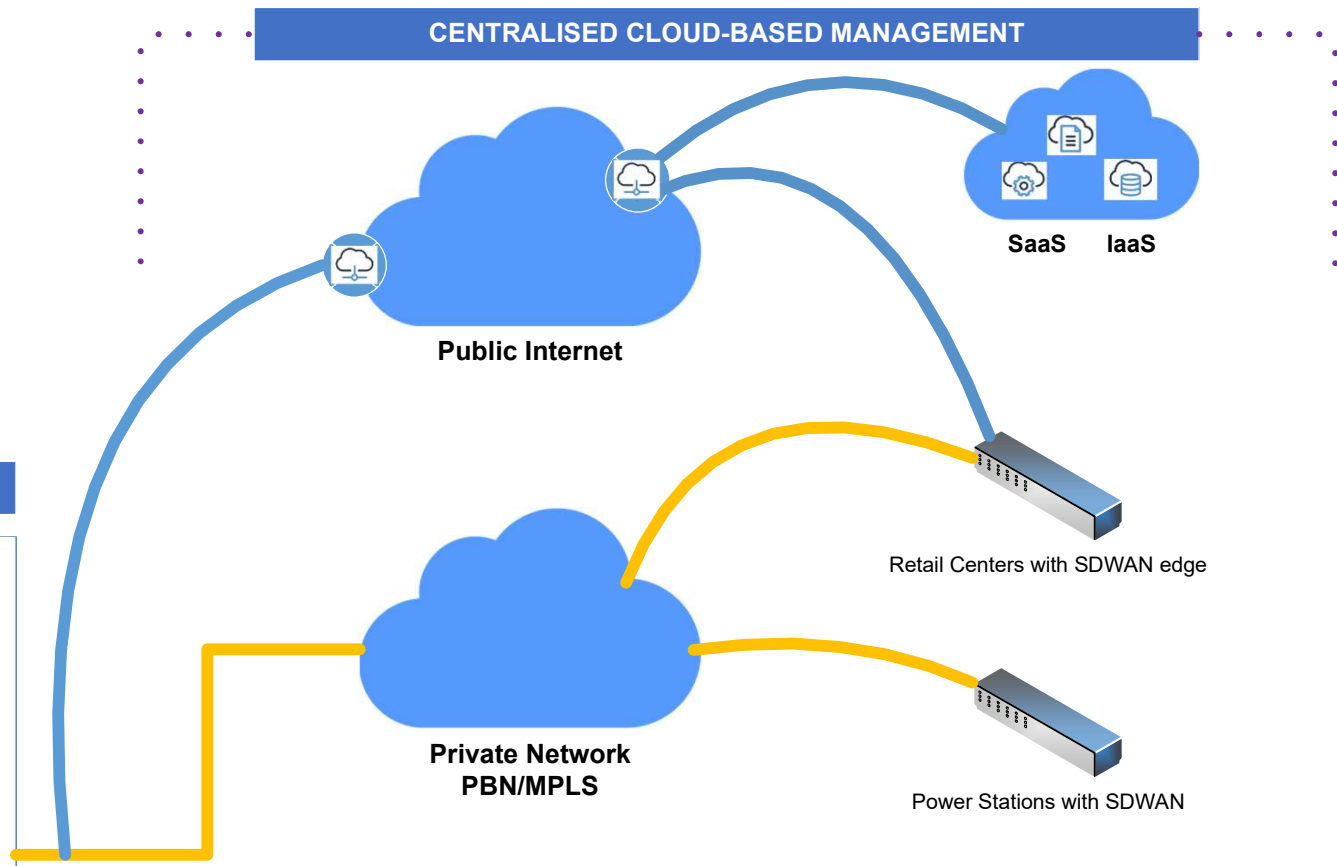 CENTRALISED CLOUD-BASED MANAGEMENT
SaaS IaaS
Public Internet
Retail Centers with SDWAN edge
Private Network
PBN/MPLS
Power Stations with SDWAN